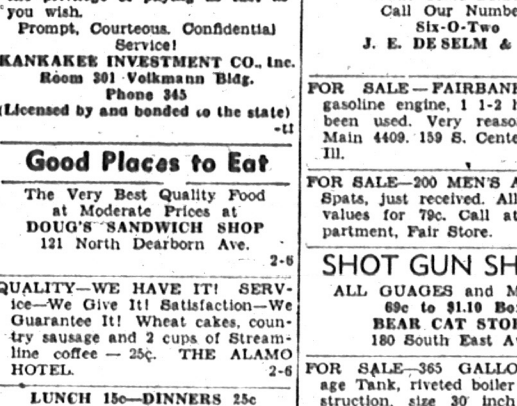 you wish.
Prompt, Courteous. Confidential
Service!
KANKAKEE INVESTMENT CO., Inc.
Room 301 Volkmann Bldg.
Phone 345
(Licensed by and bonded to the state)
-tf
Good Places to Eat
The Very Best Quality Food
at Moderate Prices at
DOUG'S SANDWICH SHOP
121 North Dearborn Ave.
2-6
QUALITY—WE HAVE IT! SERV-
ice—We Give It! Satisfaction—We
Guarantee It! Wheat cakes, coun-
try sausage and 2 cups of Stream-
line coffee — 25¢. THE ALAMO
HOTEL. 2-6
LUNCH 15c—DINNERS 25c
Call Our Numbe
Six-O-Two
J. E. DESELM &
FOR SALE—FAIRBANK
gasoline engine, 1 1-2 h
been used. Very reaso
Main 4409. 159 S. Cente
Ill.
FOR SALE—200 MEN'S A
Spats, just received. All
values for 79c. Call at
partment, Fair Store.
SHOT GUN SH
ALL GUAGES and M
69c to $1.10 Bo
BEAR CAT STO
180 South East A
FOR SALE—365 GALLO
age Tank, riveted boiler
struction, size 30 inch